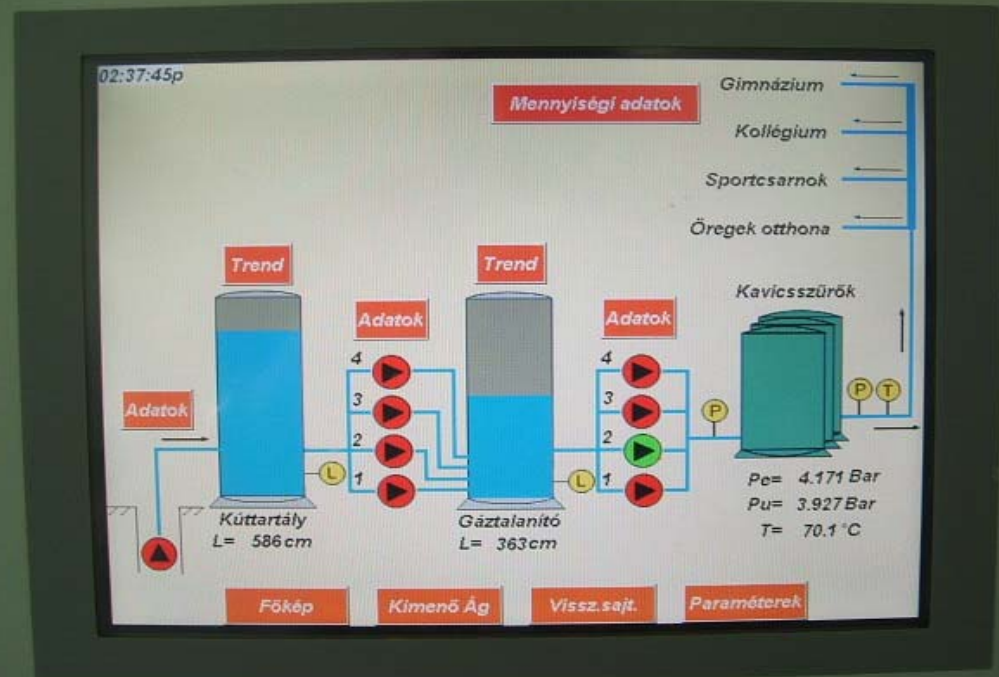 02:37:45p
Mennyiségi adatok
Gimnázium
Kollégium
Sportcsarnok
Öregek otthona
Trend
Trend
Kavicsszűrők
Adatok
Adatok
Adatok
4
3
2
1
4
3
2
1
L
L
P
P
T
Kúttartály
L= 586cm
Gáztalanító
L= 363cm
Pe= 4.171 Bar
Pu= 3.927 Bar
T= 70.1 °C
Főkép
Kimenő Ág
Vissz.sajt.
Paraméterek